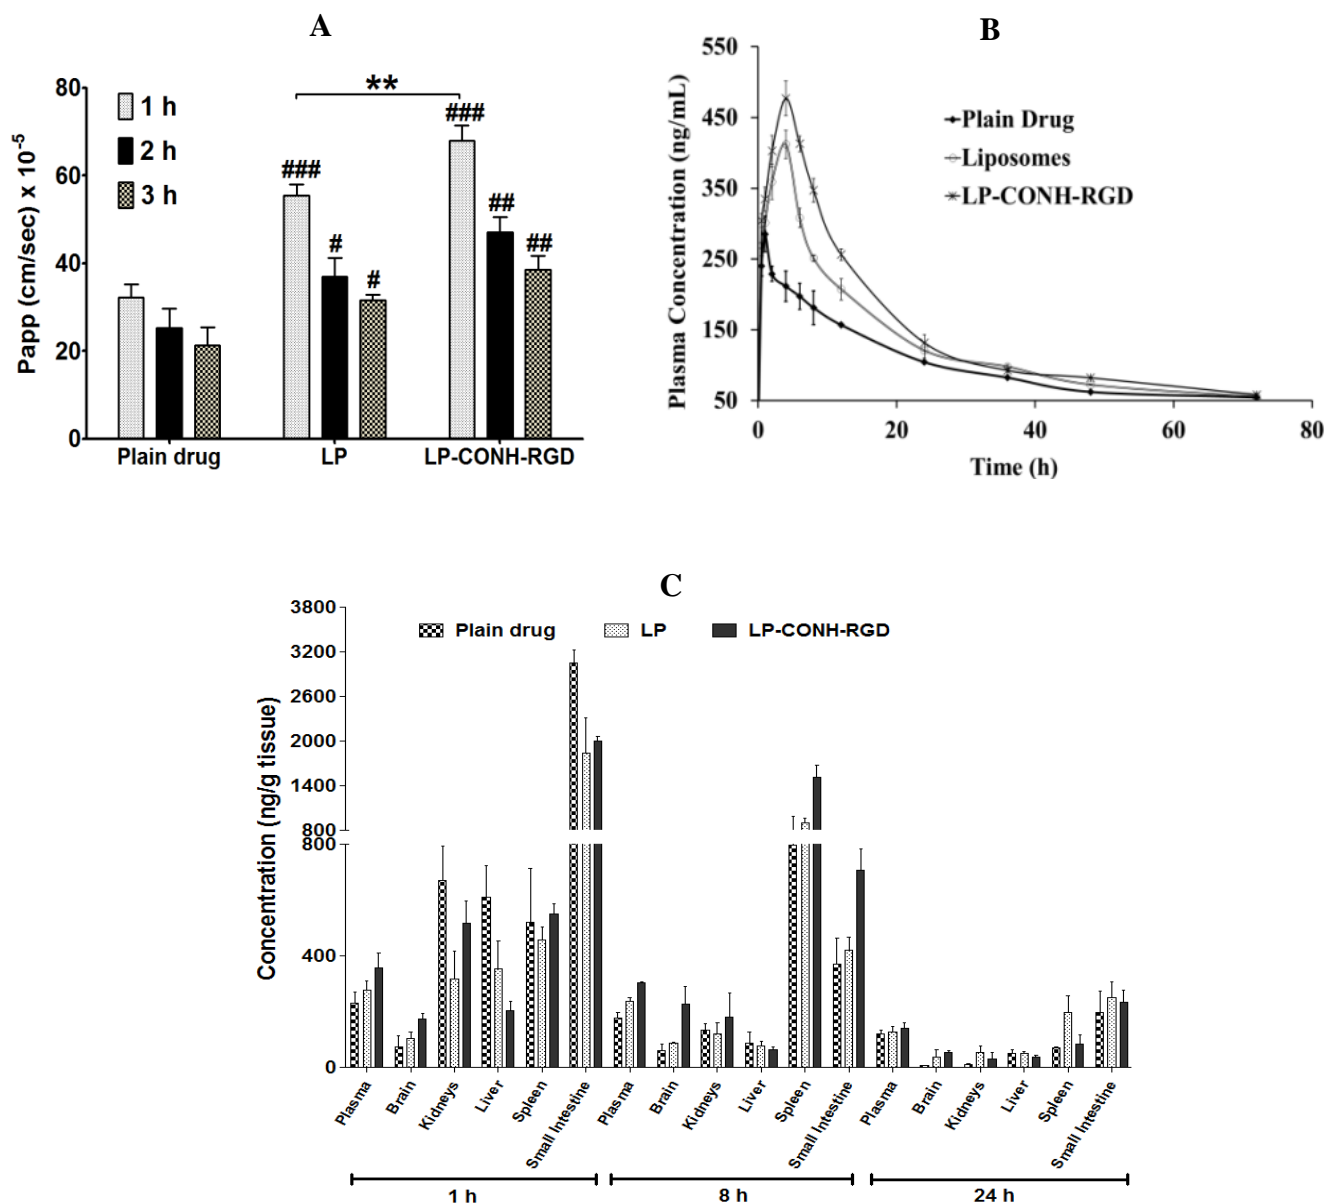 A
80
60
40
20
0
Papp (cm/sec) x 10⁻⁵
1 h
2 h
3 h
**
###
#
#
###
##
##
Plain drug
LP
LP-CONH-RGD
B
550
450
350
250
150
50
Plasma Concentration (ng/mL)
Plain Drug
Liposomes
LP-CONH-RGD
0
20
40
60
80
Time (h)
C
3800
3200
2600
2000
1400
800
800
400
0
Concentration (ng/g tissue)
Plain drug
LP
LP-CONH-RGD
Plasma
Brain
Kidneys
Liver
Spleen
Small Intestine
Plasma
Brain
Kidneys
Liver
Spleen
Small Intestine
Plasma
Brain
Kidneys
Liver
Spleen
Small Intestine
1 h
8 h
24 h